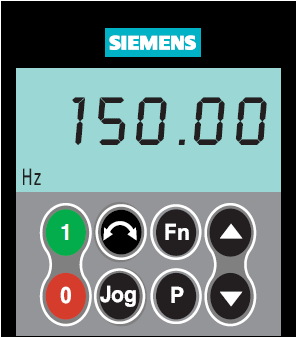 SIEMENS
150.00
Hz
1 Fn
0 Jog P